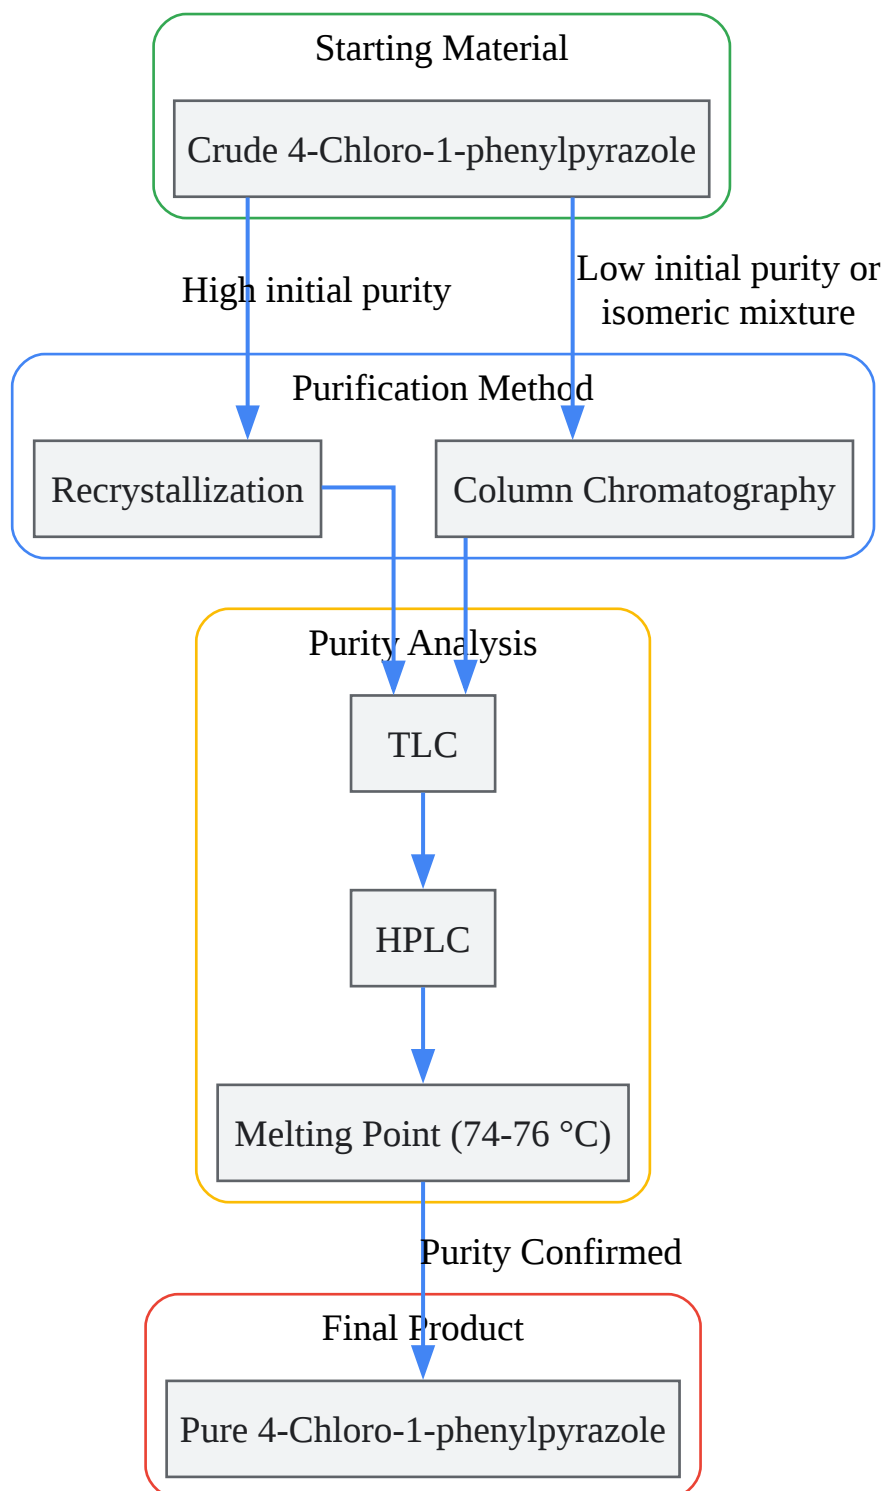 Starting Material
Crude 4-Chloro-1-phenylpyrazole
High initial purity
Low initial purity or
isomeric mixture
Purification Method
Recrystallization
Column Chromatography
Purity Analysis
TLC
HPLC
Melting Point (74-76 °C)
Purity Confirmed
Final Product
Pure 4-Chloro-1-phenylpyrazole